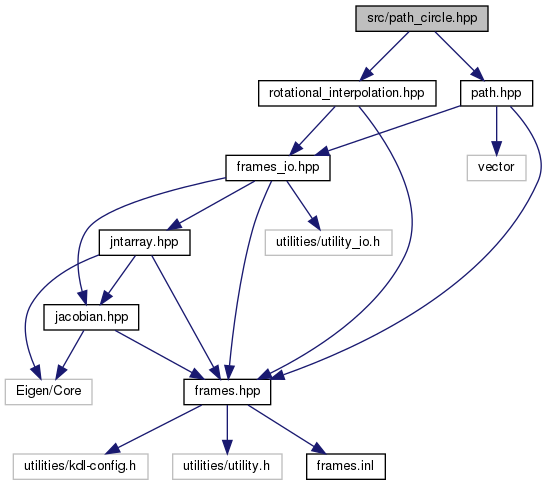 src/path_circle.hpp
rotational_interpolation.hpp
path.hpp
frames_io.hpp
vector
jntarray.hpp
utilities/utility_io.h
jacobian.hpp
Eigen/Core
frames.hpp
utilities/kdl-config.h
utilities/utility.h
frames.inl